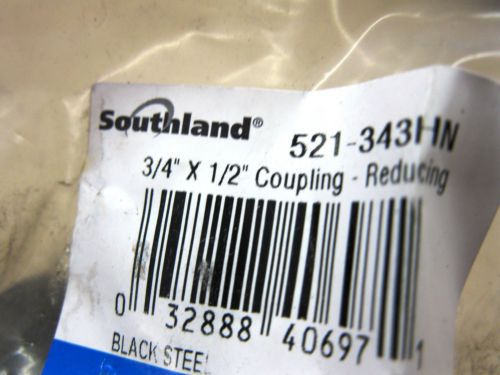 Southland®
521-343HN
3/4" X 1/2" Coupling - Reducing
0 32888 40697 1
BLACK STEEL